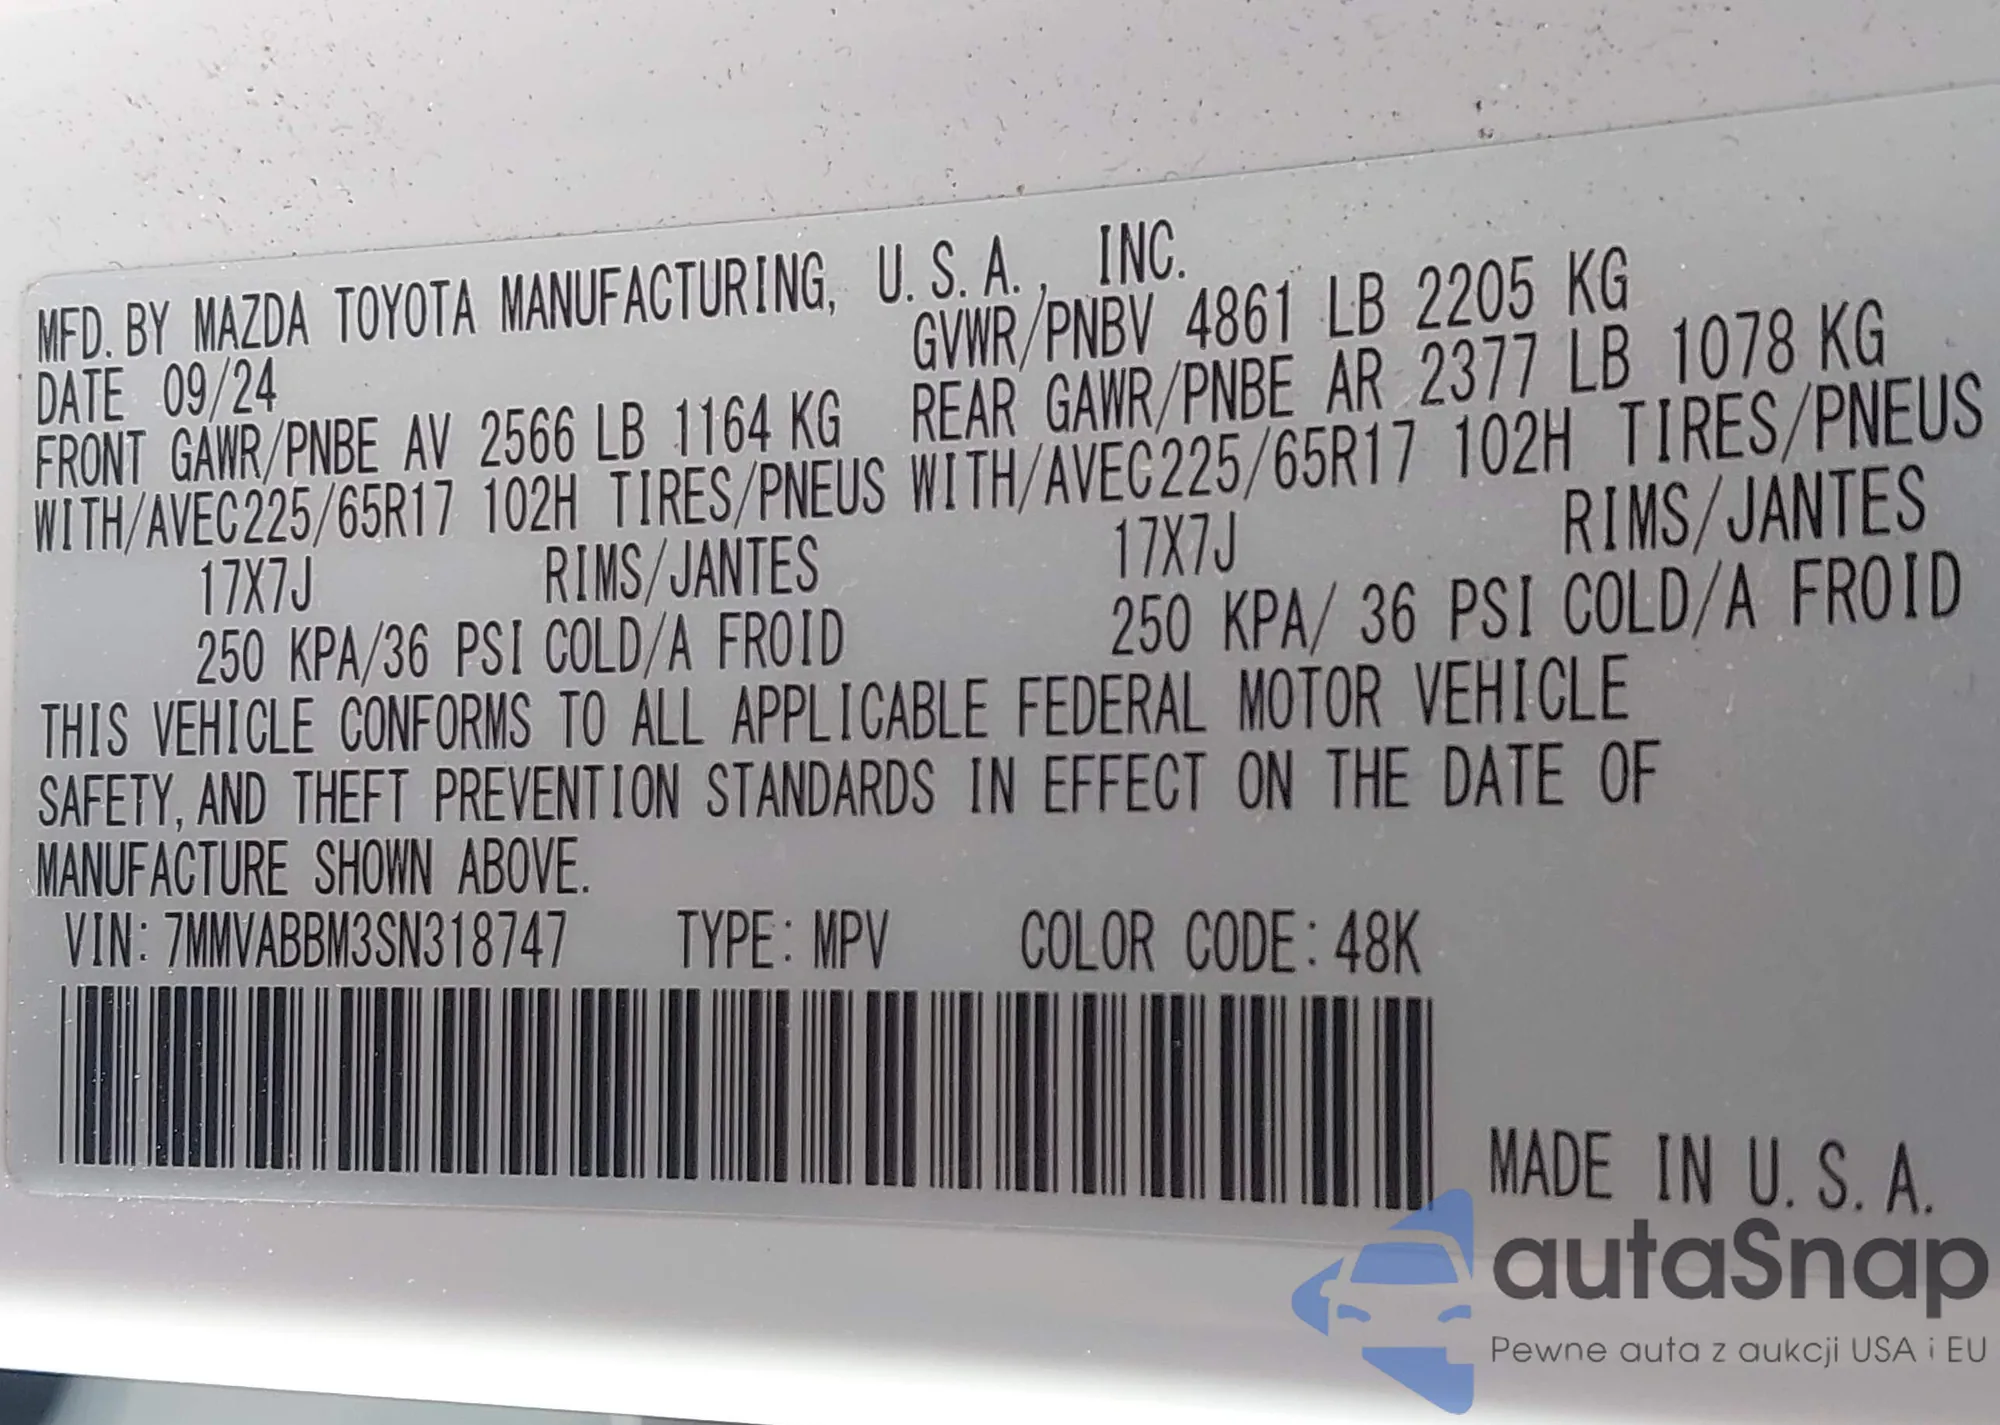 MFD. BY MAZDA TOYOTA MANUFACTURING, U.S.A., INC.
DATE 09/24 GVWR/PNBV 4861 LB 2205 KG
FRONT GAWR/PNBE AV 2566 LB 1164 KG REAR GAWR/PNBE AR 2377 LB 1078 KG
WITH/AVEC225/65R17 102H TIRES/PNEUS WITH/AVEC225/65R17 102H TIRES/PNEUS
17X7J RIMS/JANTES 17X7J RIMS/JANTES
250 KPA/36 PSI COLD/A FROID 250 KPA/ 36 PSI COLD/A FROID
THIS VEHICLE CONFORMS TO ALL APPLICABLE FEDERAL MOTOR VEHICLE
SAFETY, AND THEFT PREVENTION STANDARDS IN EFFECT ON THE DATE OF
MANUFACTURE SHOWN ABOVE.
VIN: 7MMVABBM3SN318747 TYPE: MPV COLOR CODE: 48K
MADE IN U.S.A.
autaSnap
Pewne auta z aukcji USA i EU